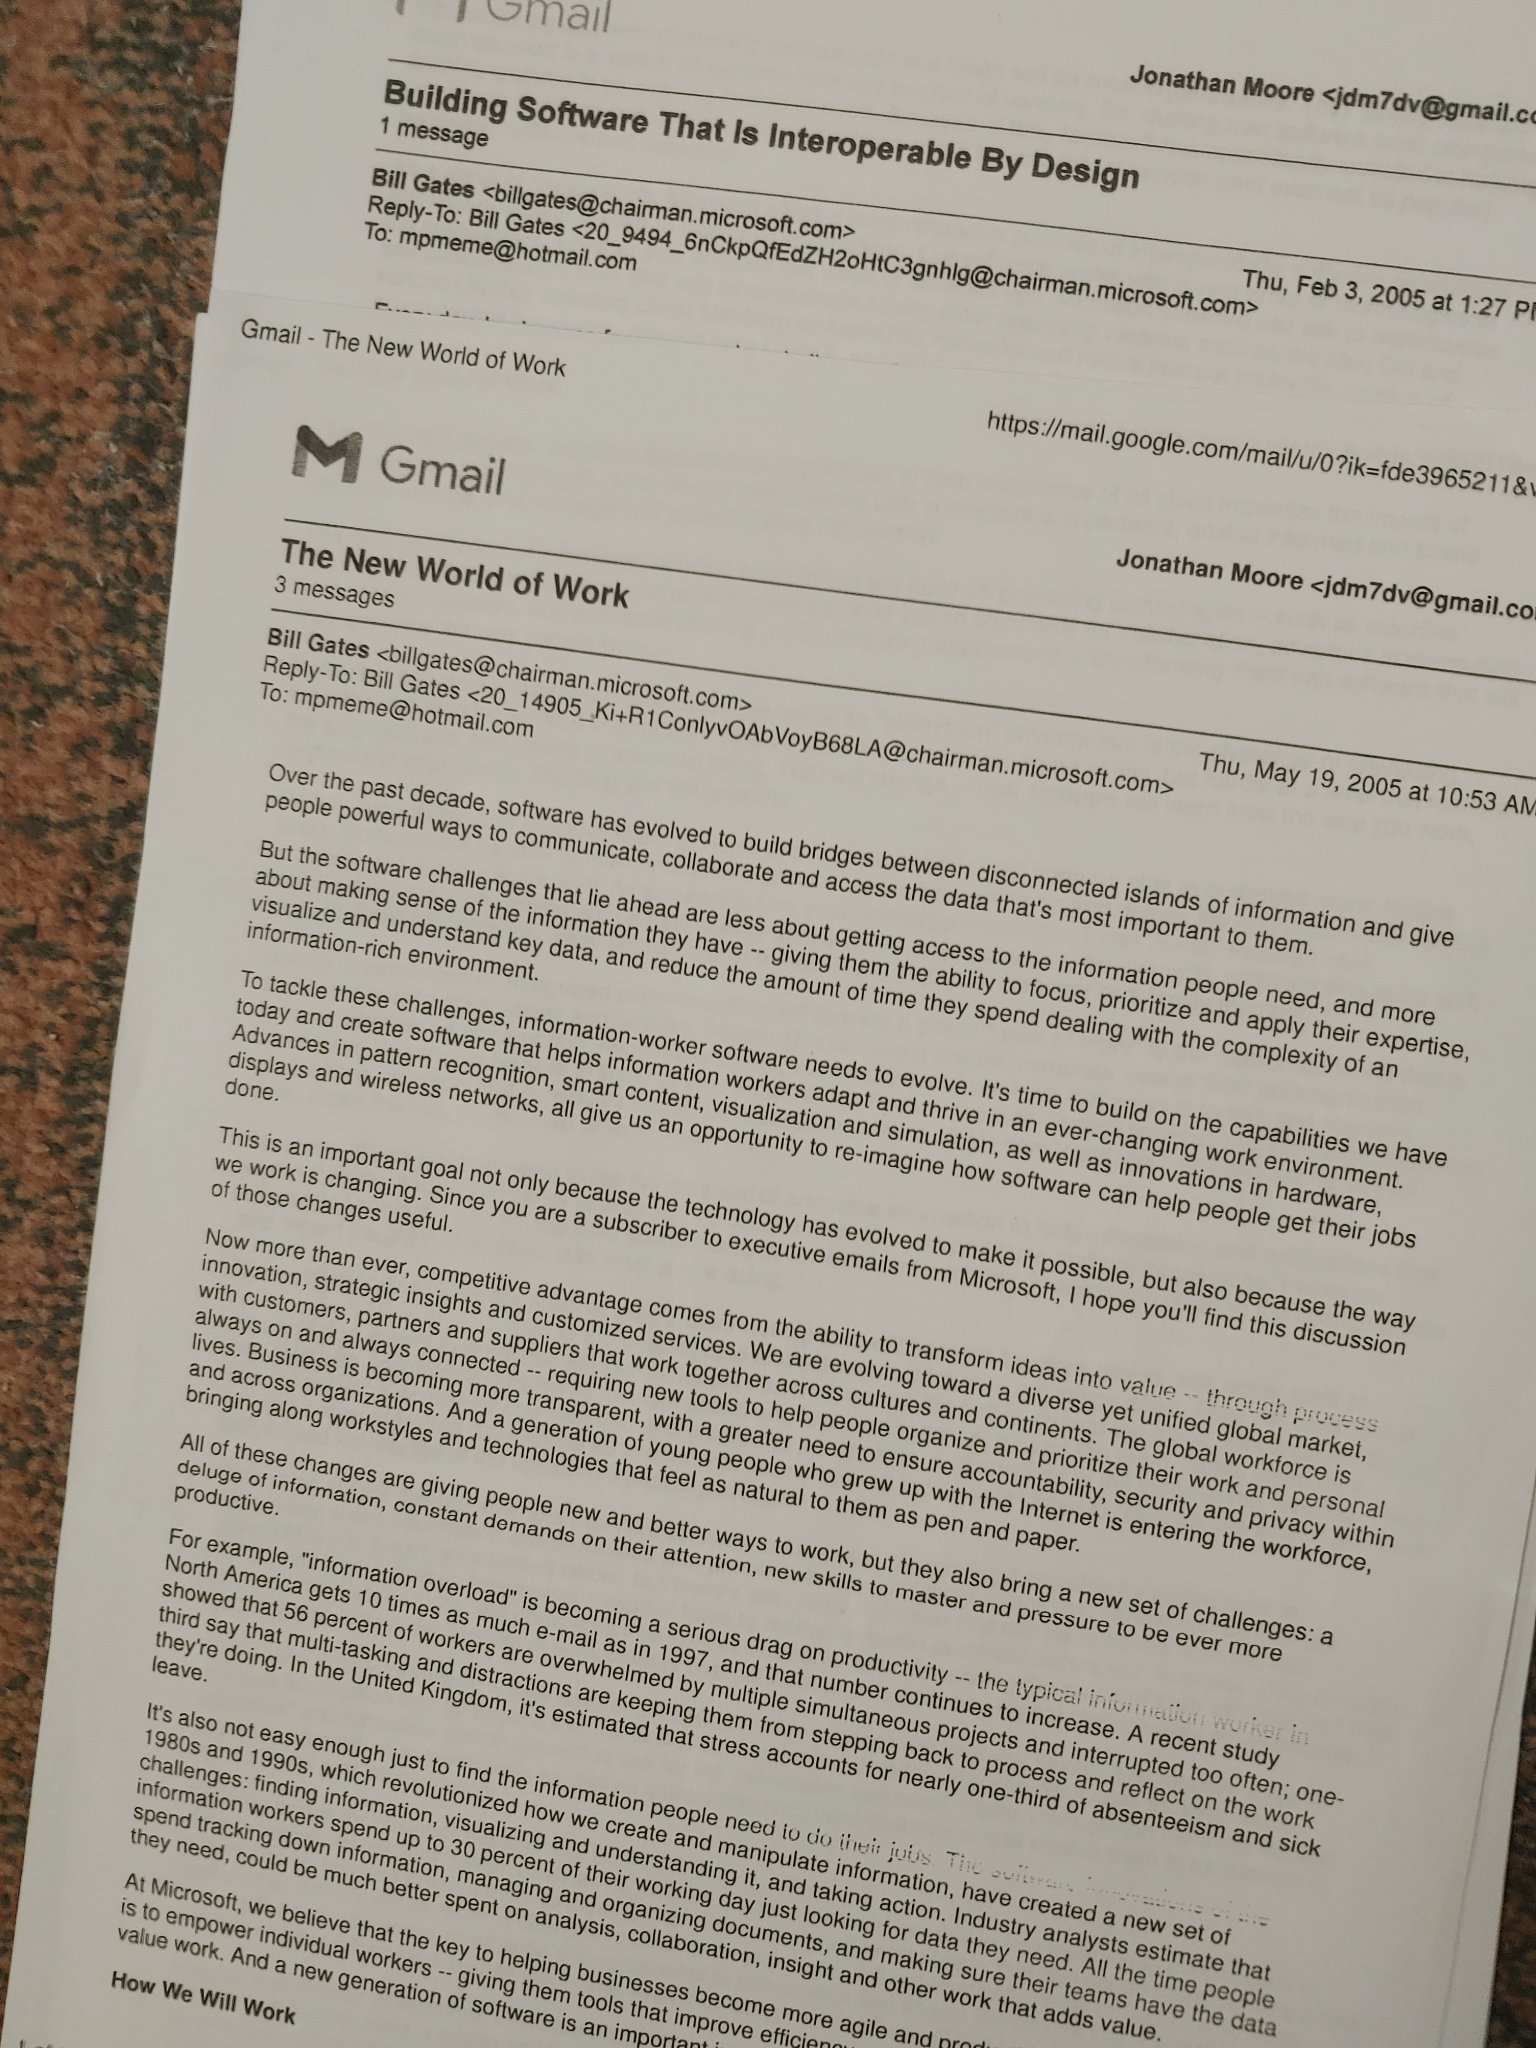 Gmail
Jonathan Moore <jdm7dv@gmail.co
Building Software That Is Interoperable By Design
1 message
Bill Gates <billgates@chairman.microsoft.com>
Thu, Feb 3, 2005 at 1:27 P
Reply-To: Bill Gates <20_9494_6nCkpQfEdZH2oHtC3gnhlg@chairman.microsoft.com>
To: mpmeme@hotmail.com
Gmail - The New World of Work
https://mail.google.com/mail/u/0?ik=fde3965211&v
Gmail
Jonathan Moore <jdm7dv@gmail.co
The New World of Work
3 messages
Bill Gates <billgates@chairman.microsoft.com>
Thu, May 19, 2005 at 10:53 AM
Reply-To: Bill Gates <20_14905_Ki+R1ConlyvOAbVoyB68LA@chairman.microsoft.com>
To: mpmeme@hotmail.com
Over the past decade, software has evolved to build bridges between disconnected islands of information and give
people powerful ways to communicate, collaborate and access the data that's most important to them.
But the software challenges that lie ahead are less about getting access to the information people need, and more
about making sense of the information they have -- giving them the ability to focus, prioritize and apply their expertise,
visualize and understand key data, and reduce the amount of time they spend dealing with the complexity of an
information-rich environment.
To tackle these challenges, information-worker software needs to evolve. It's time to build on the capabilities we have
today and create software that helps information workers adapt and thrive in an ever-changing work environment.
Advances in pattern recognition, smart content, visualization and simulation, as well as innovations in hardware,
displays and wireless networks, all give us an opportunity to re-imagine how software can help people get their jobs
done.
This is an important goal not only because the technology has evolved to make it possible, but also because the way
we work is changing. Since you are a subscriber to executive emails from Microsoft, I hope you'll find this discussion
of those changes useful.
Now more than ever, competitive advantage comes from the ability to transform ideas into value -- through process
innovation, strategic insights and customized services. We are evolving toward a diverse yet unified global market,
with customers, partners and suppliers that work together across cultures and continents. The global workforce is
always on and always connected -- requiring new tools to help people organize and prioritize their work and personal
lives. Business is becoming more transparent, with a greater need to ensure accountability, security and privacy within
and across organizations. And a generation of young people who grew up with the Internet is entering the workforce,
bringing along workstyles and technologies that feel as natural to them as pen and paper.
All of these changes are giving people new and better ways to work, but they also bring a new set of challenges: a
deluge of information, constant demands on their attention, new skills to master and pressure to be ever more
productive.
For example, "information overload" is becoming a serious drag on productivity -- the typical information worker in
North America gets 10 times as much e-mail as in 1997, and that number continues to increase. A recent study
showed that 56 percent of workers are overwhelmed by multiple simultaneous projects and interrupted too often; one-
third say that multi-tasking and distractions are keeping them from stepping back to process and reflect on the work
they're doing. In the United Kingdom, it's estimated that stress accounts for nearly one-third of absenteeism and sick
leave.
It's also not easy enough just to find the information people need to do their jobs. The software innovations of the
1980s and 1990s, which revolutionized how we create and manipulate information, have created a new set of
challenges: finding information, visualizing and understanding it, and taking action. Industry analysts estimate that
information workers spend up to 30 percent of their working day just looking for data they need. All the time people
spend tracking down information, managing and organizing documents, and making sure their teams have the data
they need, could be much better spent on analysis, collaboration, insight and other work that adds value.
At Microsoft, we believe that the key to helping businesses become more agile and prod
is to empower individual workers -- giving them tools that improve efficien
value work. And a new generation of software is an important
How We Will Work